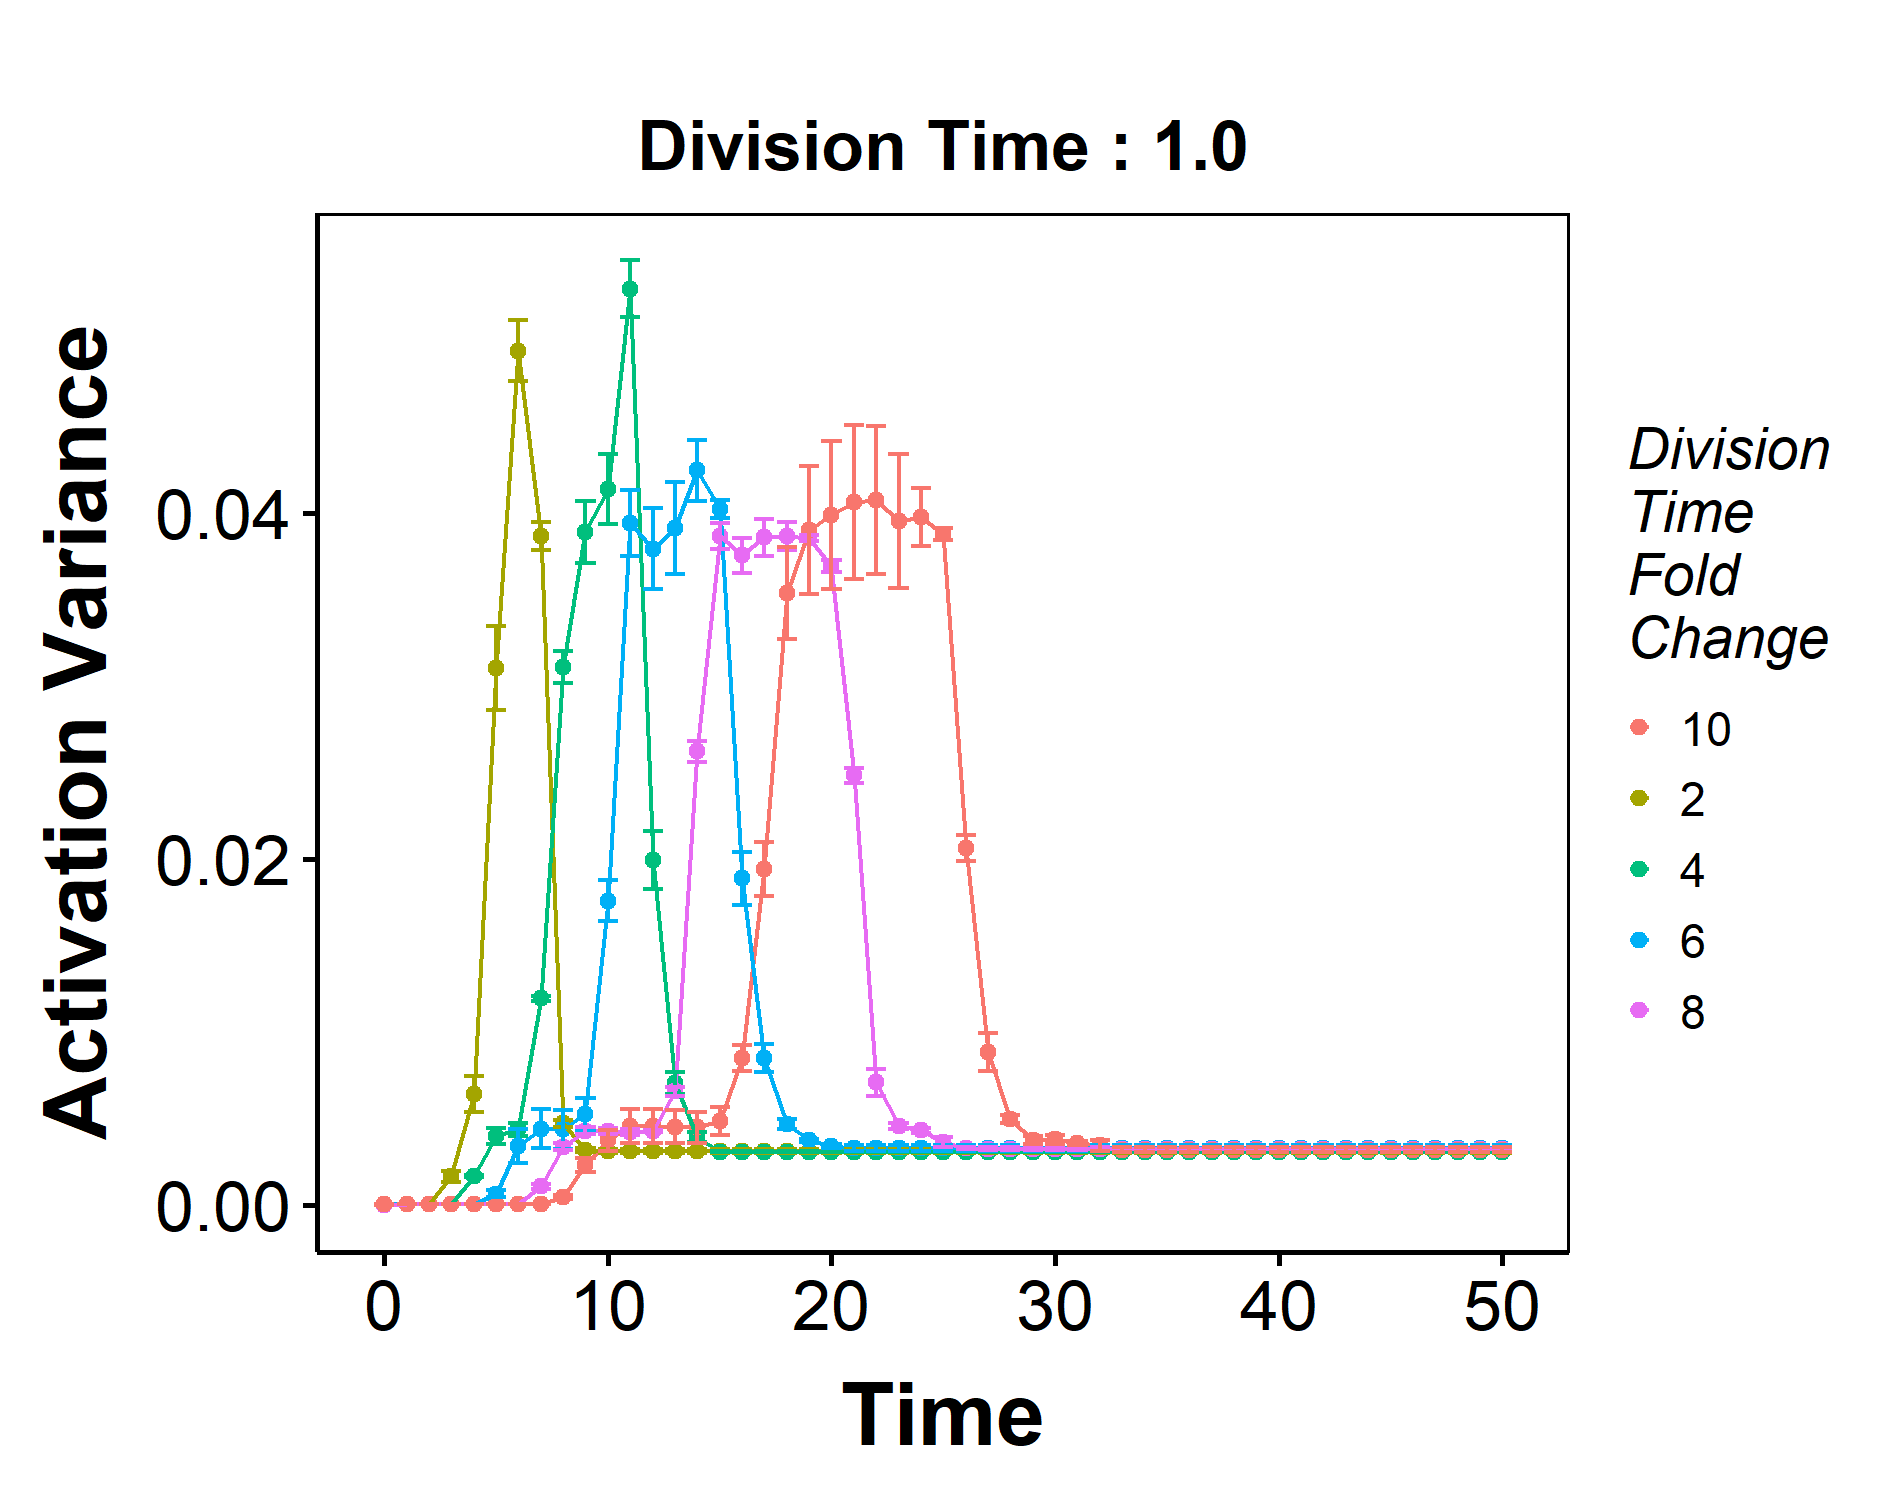 Division Time : 1.0
Activation Variance
0.04
0.02
0.00
0 10 20 30 40 50
Time
Division
Time
Fold
Change
10
2
4
6
8